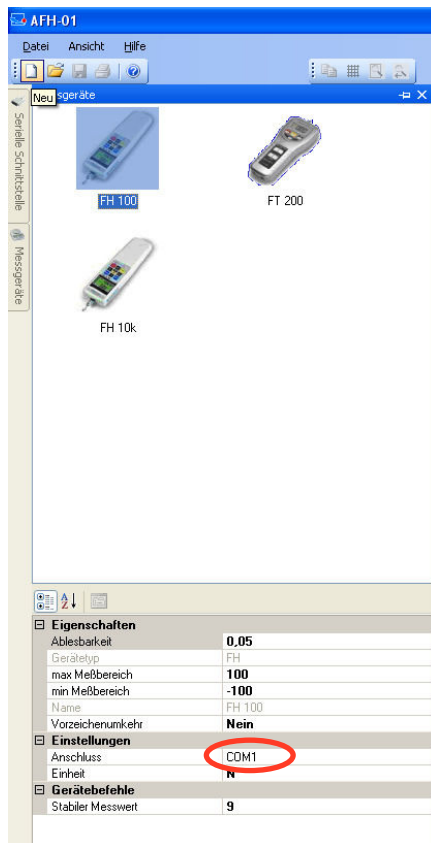 AFH-01
Datei Ansicht Hilfe
Neu
sgeräte
Serielle Schnittstelle
Messgeräte
FH 100
FT 200
FH 10k
Eigenschaften
Ablesbarkeit 0,05
Gerätetyp FH
max Meßbereich 100
min Meßbereich -100
Name FH 100
Vorzeichenumkehr Nein
Einstellungen
Anschluss COM1
Einheit N
Gerätebefehle
Stabiler Messwert 9